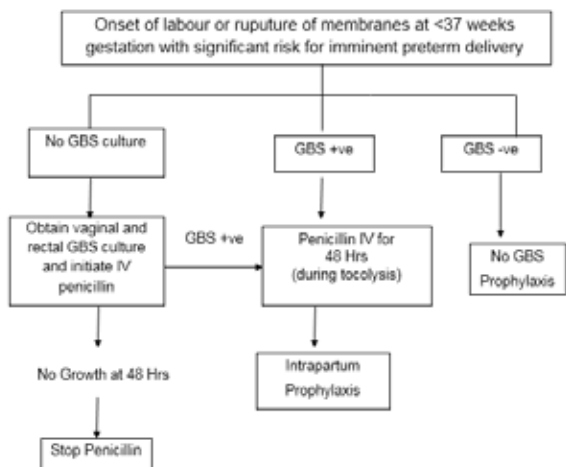 Onset of labour or ruputure of membranes at <37 weeks
gestation with significant risk for imminent preterm delivery
No GBS culture
GBS +ve
GBS -ve
Obtain vaginal and
rectal GBS culture
and initiate IV
penicillin
GBS +ve
Penicillin IV for
48 Hrs
(during tocolysis)
No GBS
Prophylaxis
No Growth at 48 Hrs
Intrapartum
Prophylaxis
Stop Penicillin